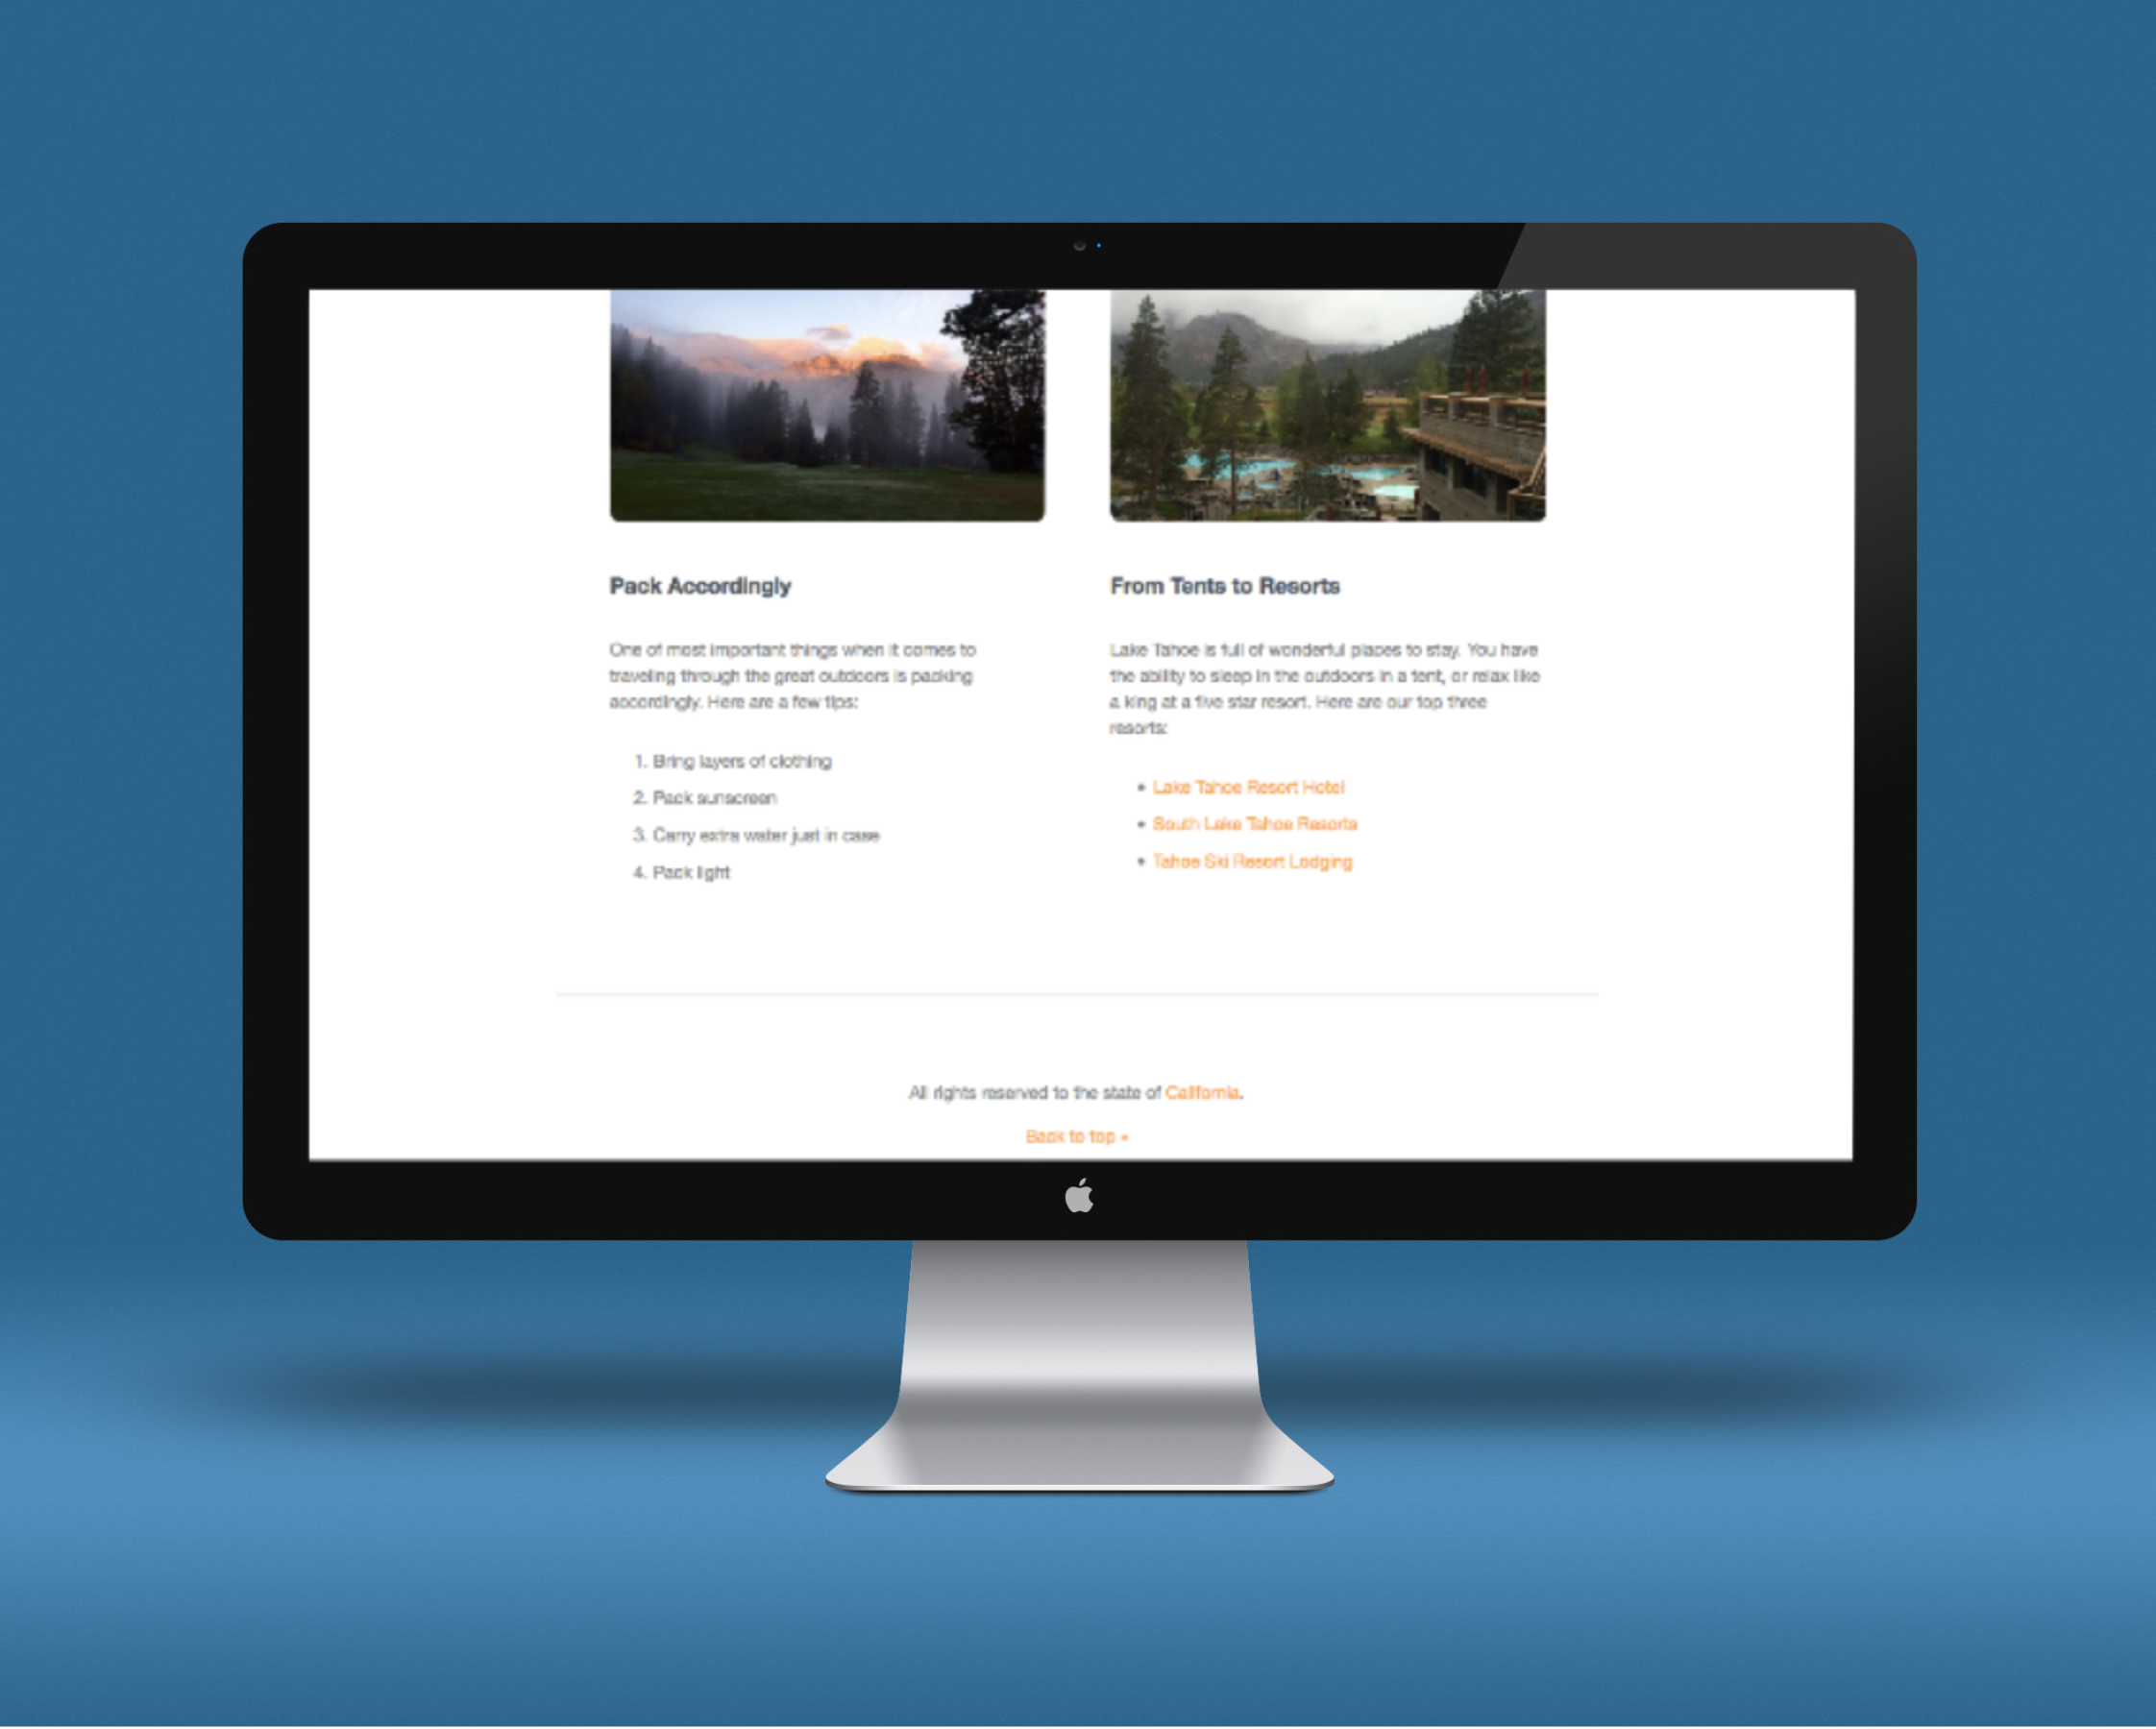 Pack Accordingly
One of most important things when it comes to
traveling through the great outdoors is packing
accordingly. Here are a few tips:
1. Bring layers of clothing
2. Pack sunscreen
3. Carry extra water just in case
4. Pack light
From Tents to Resorts
Lake Tahoe is full of wonderful places to stay. You have
the ability to sleep in the outdoors in a tent, or relax like
a king at a five star resort. Here are our top three
resorts:
• Lake Tahoe Resort Hotel
• South Lake Tahoe Resorts
• Tahoe Ski Resort Lodging
All rights reserved to the state of California.
Back to top »